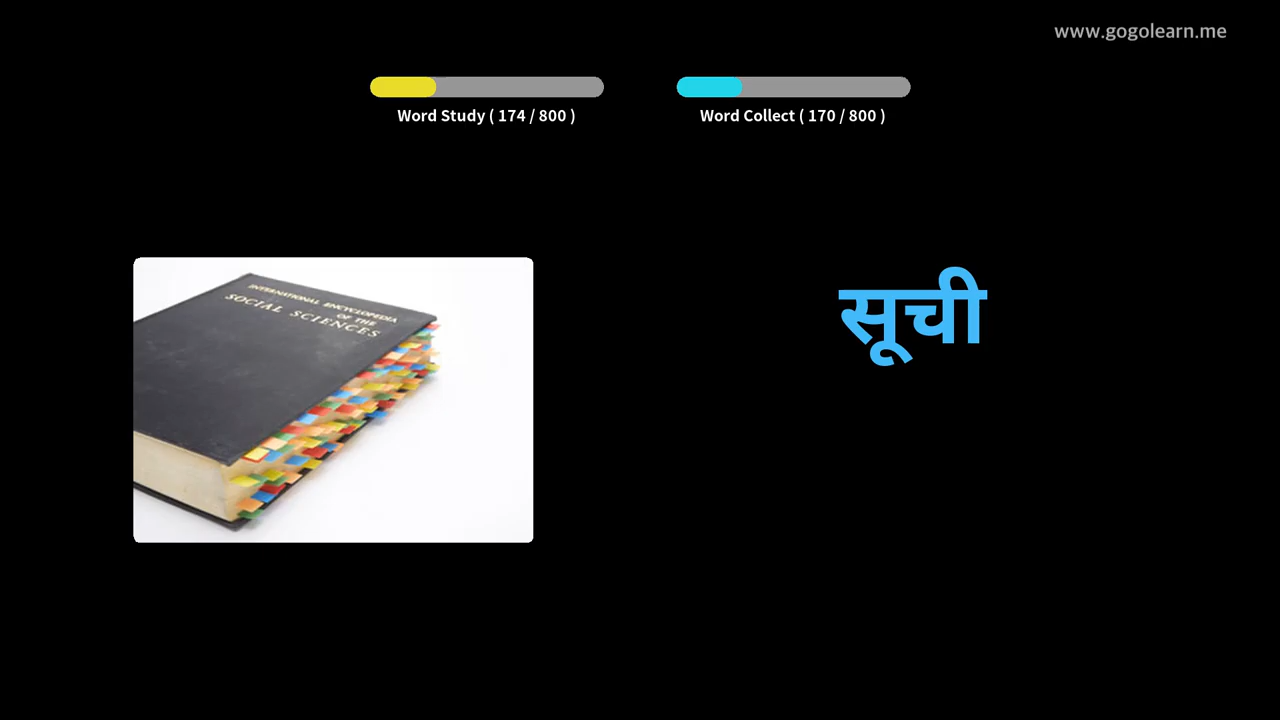 www.gogolearn.me
Word Study ( 174 / 800 )
Word Collect ( 170 / 800 )
INTERNATIONAL ENCYCLOPEDIA
OF THE
SOCIAL SCIENCES
सूची